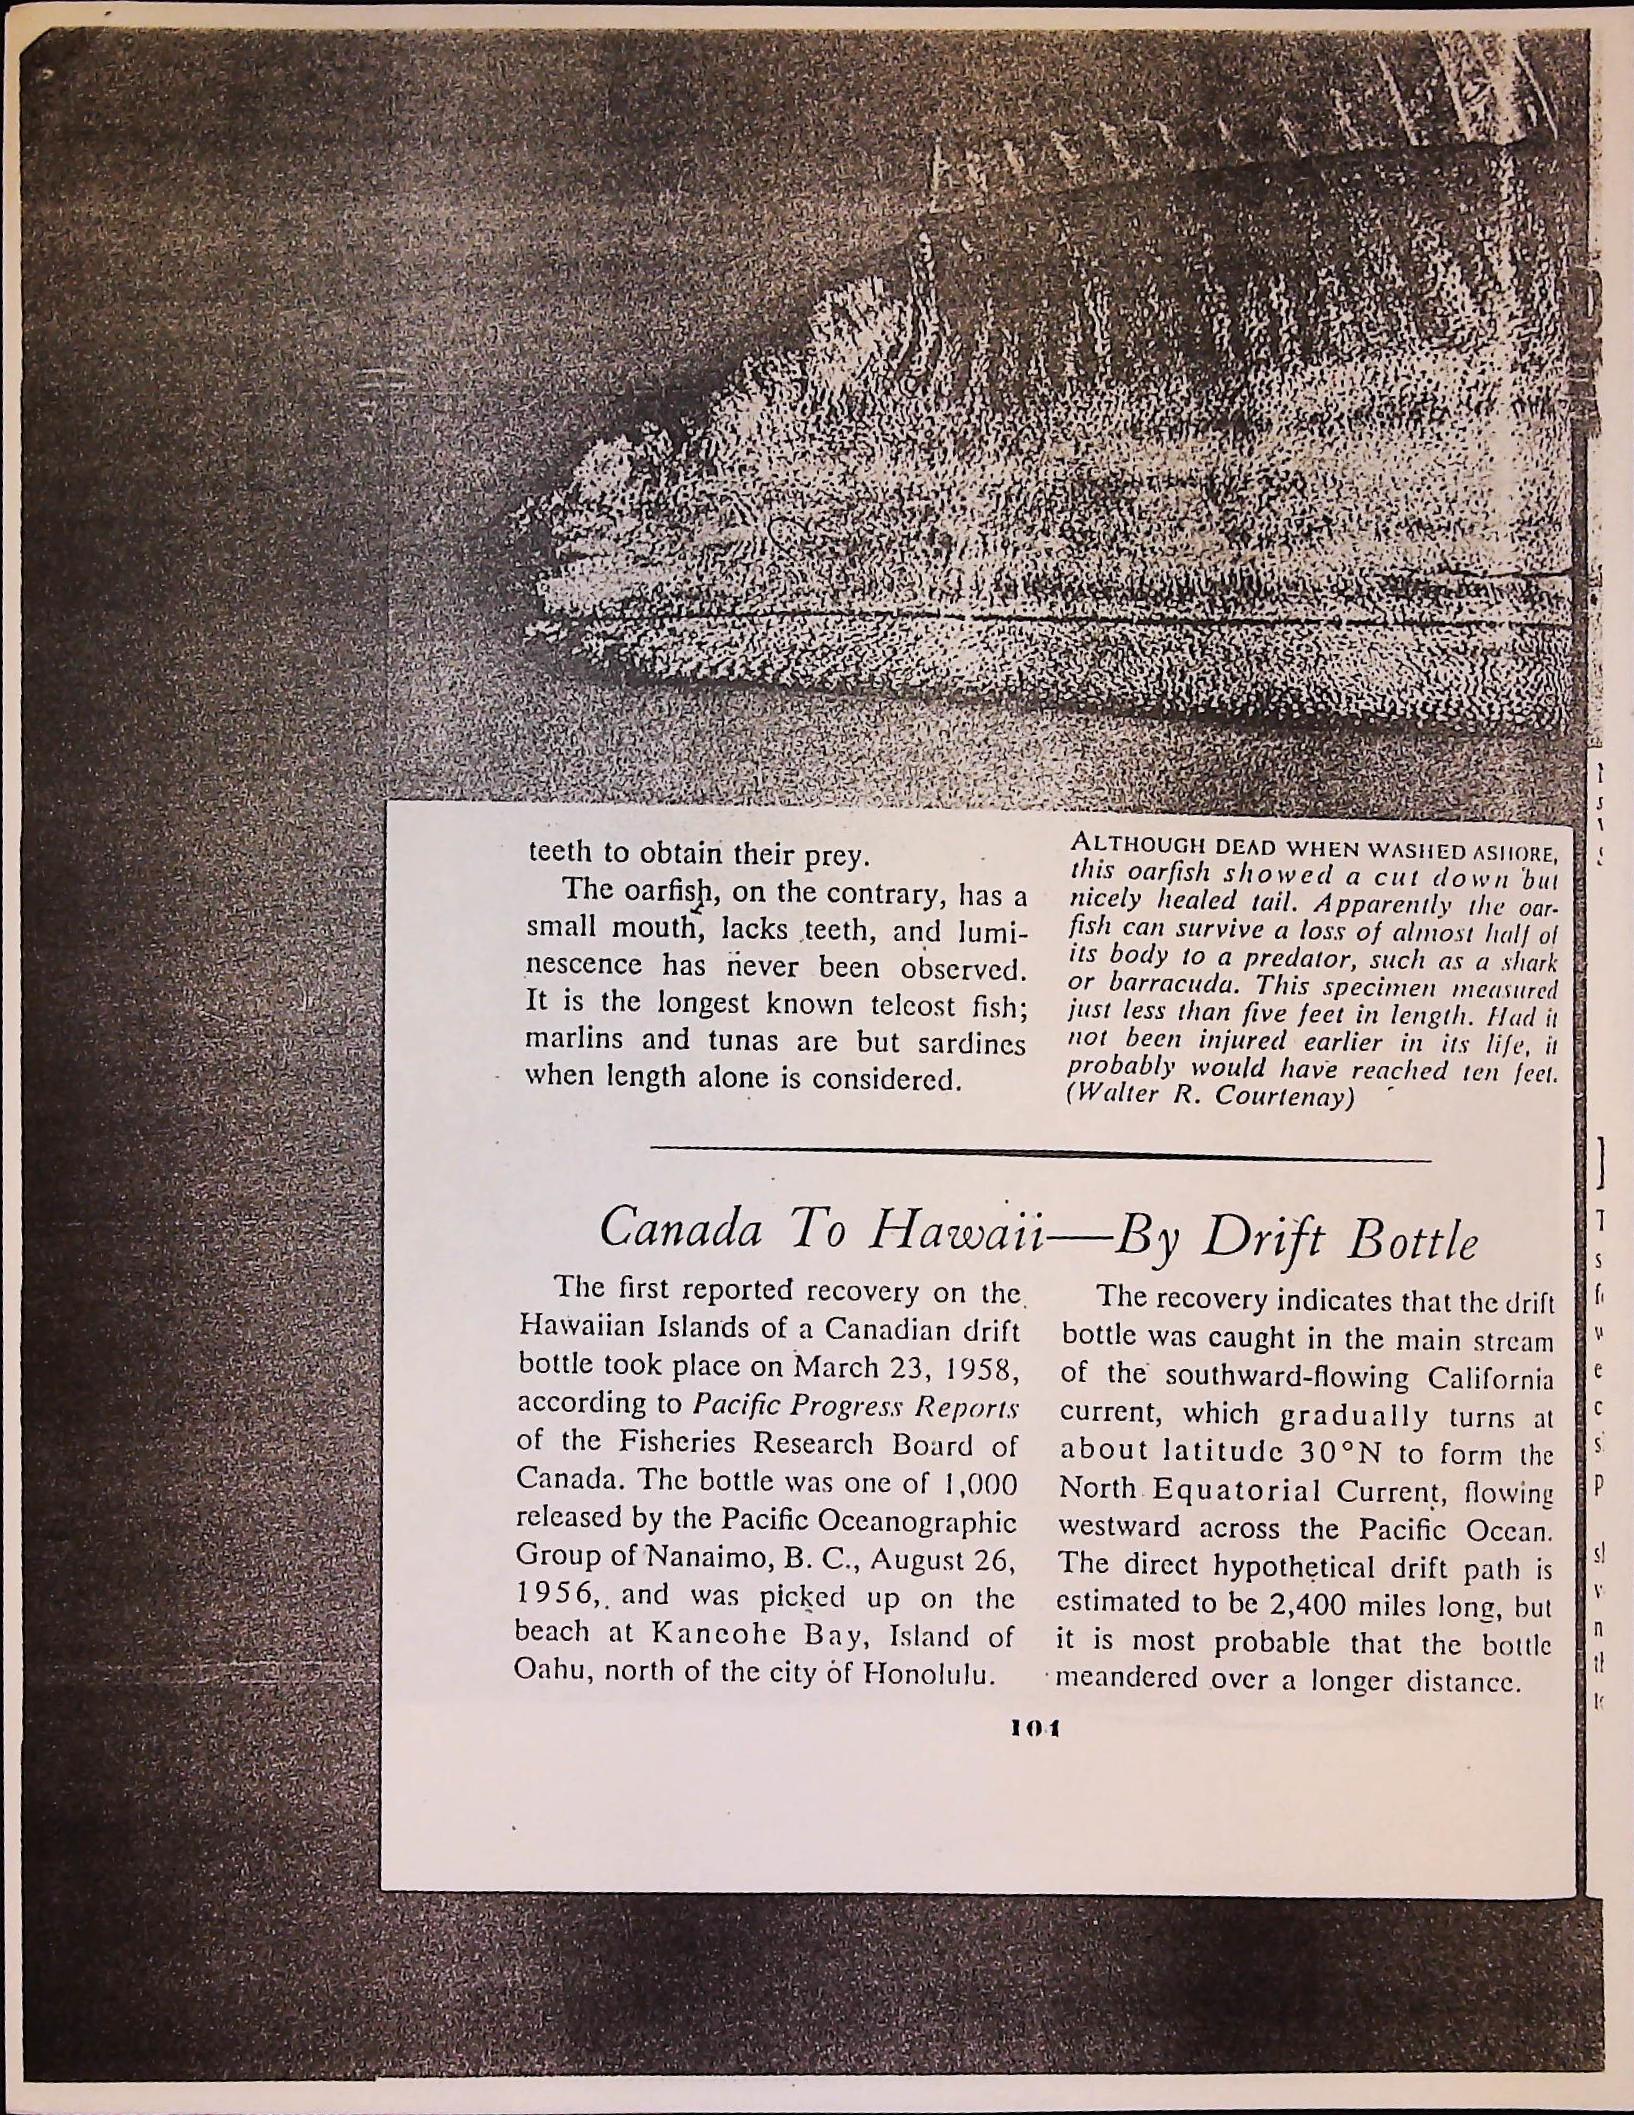 teeth to obtain their prey.
The oarfish, on the contrary, has a
small mouth, lacks teeth, and lumi-
nescence has never been observed.
It is the longest known teleost fish;
marlins and tunas are but sardines
when length alone is considered.
ALTHOUGH DEAD WHEN WASHED ASHORE,
this oarfish showed a cut down but
nicely healed tail. Apparently the oar-
fish can survive a loss of almost half of
its body to a predator, such as a shark
or barracuda. This specimen measured
just less than five feet in length. Had it
not been injured earlier in its life, it
probably would have reached ten feet.
(Walter R. Courtenay)
Canada To Hawaii—By Drift Bottle
The first reported recovery on the
Hawaiian Islands of a Canadian drift
bottle took place on March 23, 1958,
according to Pacific Progress Reports
of the Fisheries Research Board of
Canada. The bottle was one of 1,000
released by the Pacific Oceanographic
Group of Nanaimo, B. C., August 26,
1956, and was picked up on the
beach at Kaneohe Bay, Island of
Oahu, north of the city of Honolulu.
The recovery indicates that the drift
bottle was caught in the main stream
of the southward-flowing California
current, which gradually turns at
about latitude 30°N to form the
North Equatorial Current, flowing
westward across the Pacific Ocean.
The direct hypothetical drift path is
estimated to be 2,400 miles long, but
it is most probable that the bottle
meandered over a longer distance.
104